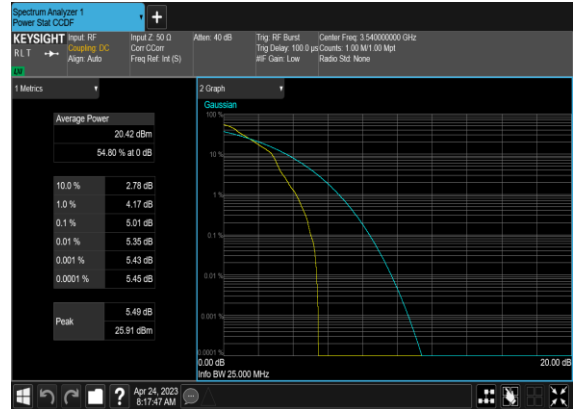 Spectrum Analyzer 1
Power Stat CCDF
KEYSIGHT
RLT
LXI
Input: RF
Coupling: DC
Align: Auto
Input Z: 50 Ω
Corr CCorr
Freq Ref: Int (S)
Atten: 40 dB
Trig: RF Burst
Trig Delay: 100.0 µs
#IF Gain: Low
Center Freq: 3.540000000 GHz
Counts: 1.00 M/1.00 Mpt
Radio Std: None
1 Metrics
Average Power
20.42 dBm
54.80 % at 0 dB
10.0 % 2.78 dB
1.0 % 4.17 dB
0.1 % 5.01 dB
0.01 % 5.35 dB
0.001 % 5.43 dB
0.0001 % 5.45 dB
Peak
5.49 dB
25.91 dBm
2 Graph
Gaussian
100 %
10 %
1 %
0.1 %
0.01 %
0.001 %
0.0001 %
0.00 dB 20.00 dB
Info BW 25.000 MHz
? Apr 24, 2023
8:17:47 AM